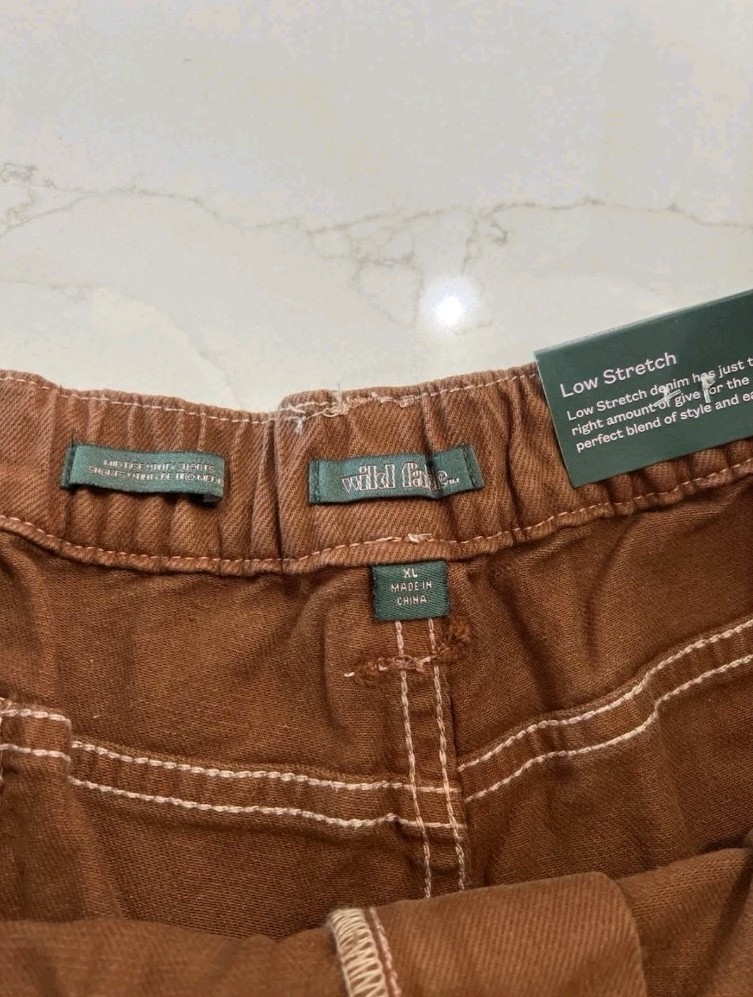 Low Stretch
Low Stretch denim has just t
right amount of give for the
perfect blend of style and ea
wild fable™
XL
MADE IN
CHINA